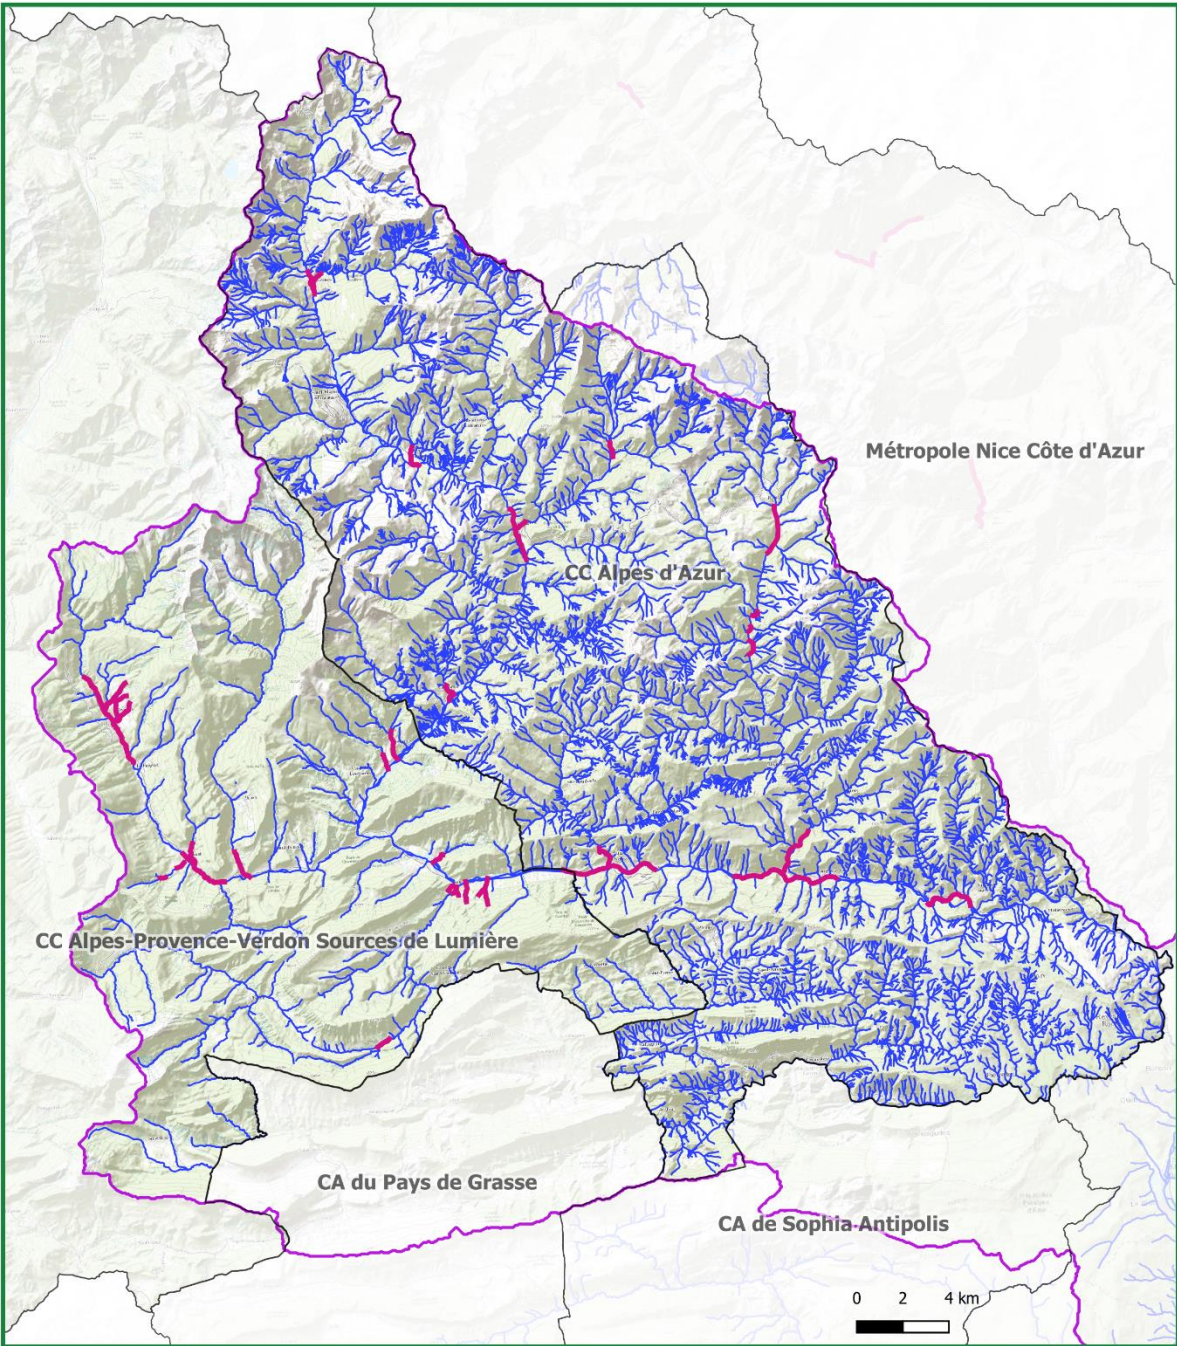 Métropole Nice Côte d'Azur
CC Alpes d'Azur
CC Alpes-Provence-Verdon Sources de Lumière
CA du Pays de Grasse
CA de Sophia Antipolis
0 2 4 km